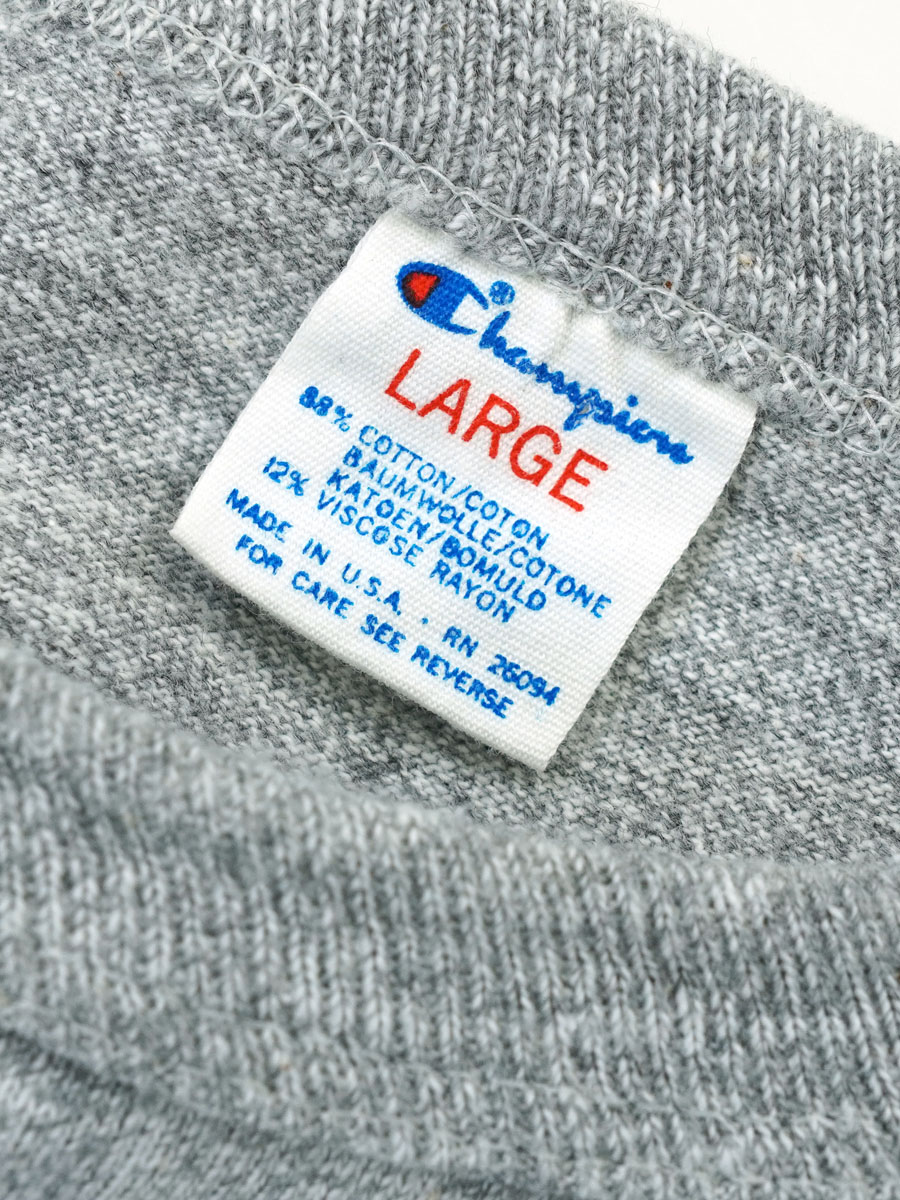 Champion®
LARGE
88% COTTON/COTON
BAUMWOLLE/COTONE
KATOEN/BOMULD
12% VISCOSE RAYON
MADE IN U.S.A. · RN 26094
FOR CARE SEE REVERSE